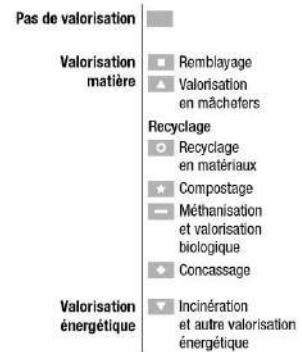 Pas de valorisation
Valorisation
matière
Remblayage
Valorisation
en mâchefers
Recyclage
Recyclage
en matériaux
Compostage
Méthanisation
et valorisation
biologique
Concassage
Valorisation
énergétique
Incinération
et autre valorisation
énergétique